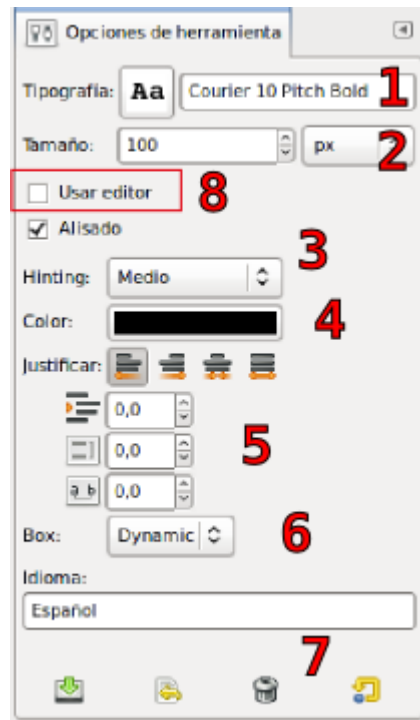 Opciones de herramienta
Tipografía: Aa Courier 10 Pitch Bold 1
Tamaño: 100 px 2
Usar editor 8
Alisado
3
Hinting: Medio
Color: 4
Justificar:
0,0
0,0 5
a b 0,0
Box: Dynamic 6
Idioma:
Español
7